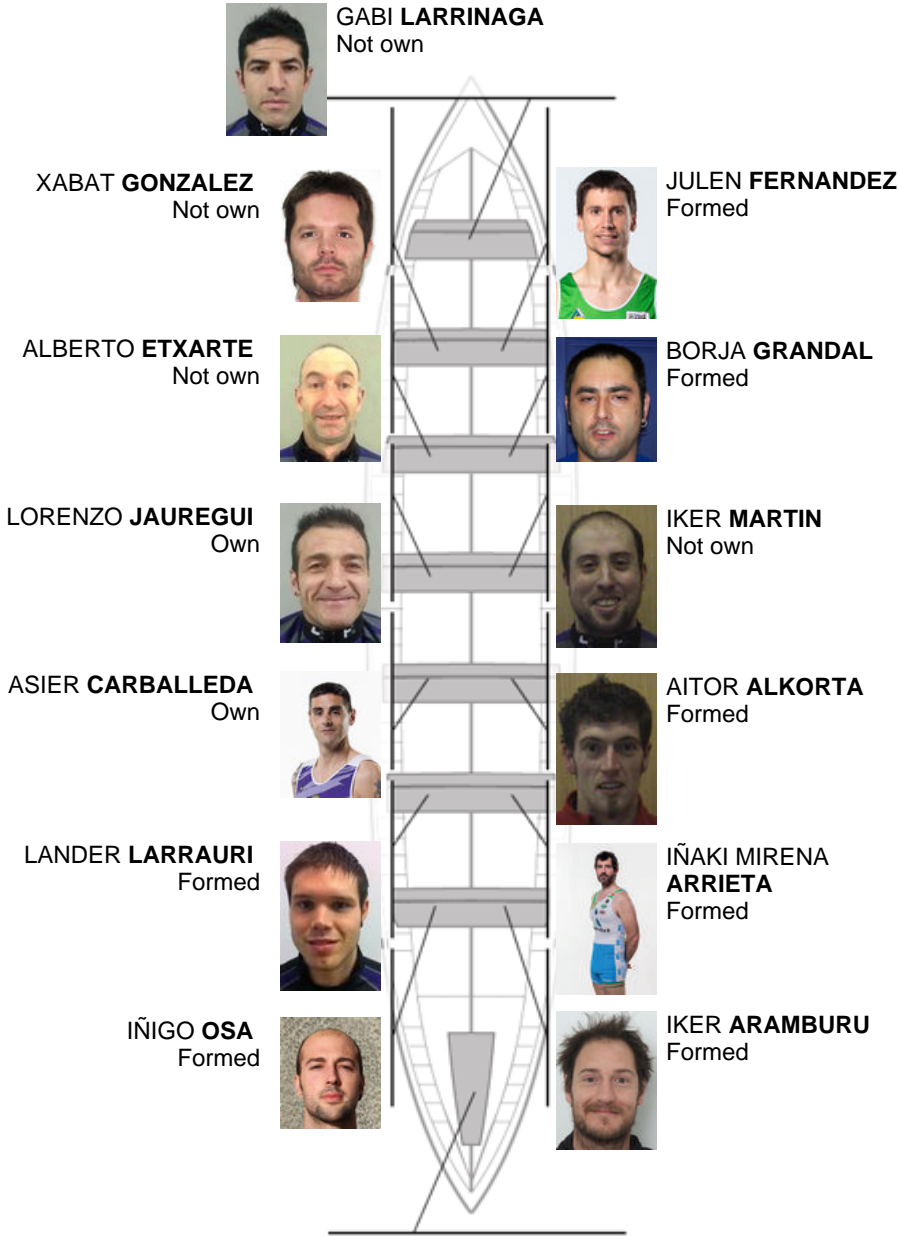 GABI LARRINAGA
Not own
XABAT GONZALEZ
Not own
JULEN FERNANDEZ
Formed
ALBERTO ETXARTE
Not own
BORJA GRANDAL
Formed
LORENZO JAUREGUI
Own
IKER MARTIN
Not own
ASIER CARBALLEDA
Own
AITOR ALKORTA
Formed
LANDER LARRAURI
Formed
IÑAKI MIRENA
ARRIETA
Formed
IÑIGO OSA
Formed
IKER ARAMBURU
Formed